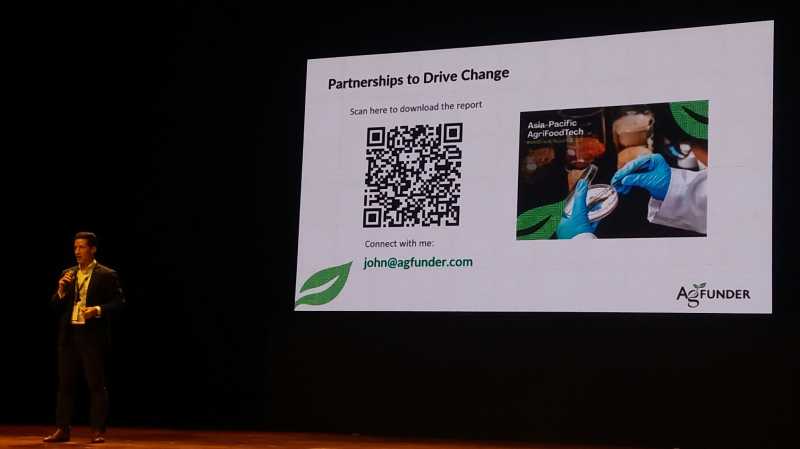 Partnerships to Drive Change
Scan here to download the report
Asia-Pacific
AgriFoodTech
Connect with me:
john@agfunder.com
AgFUNDER